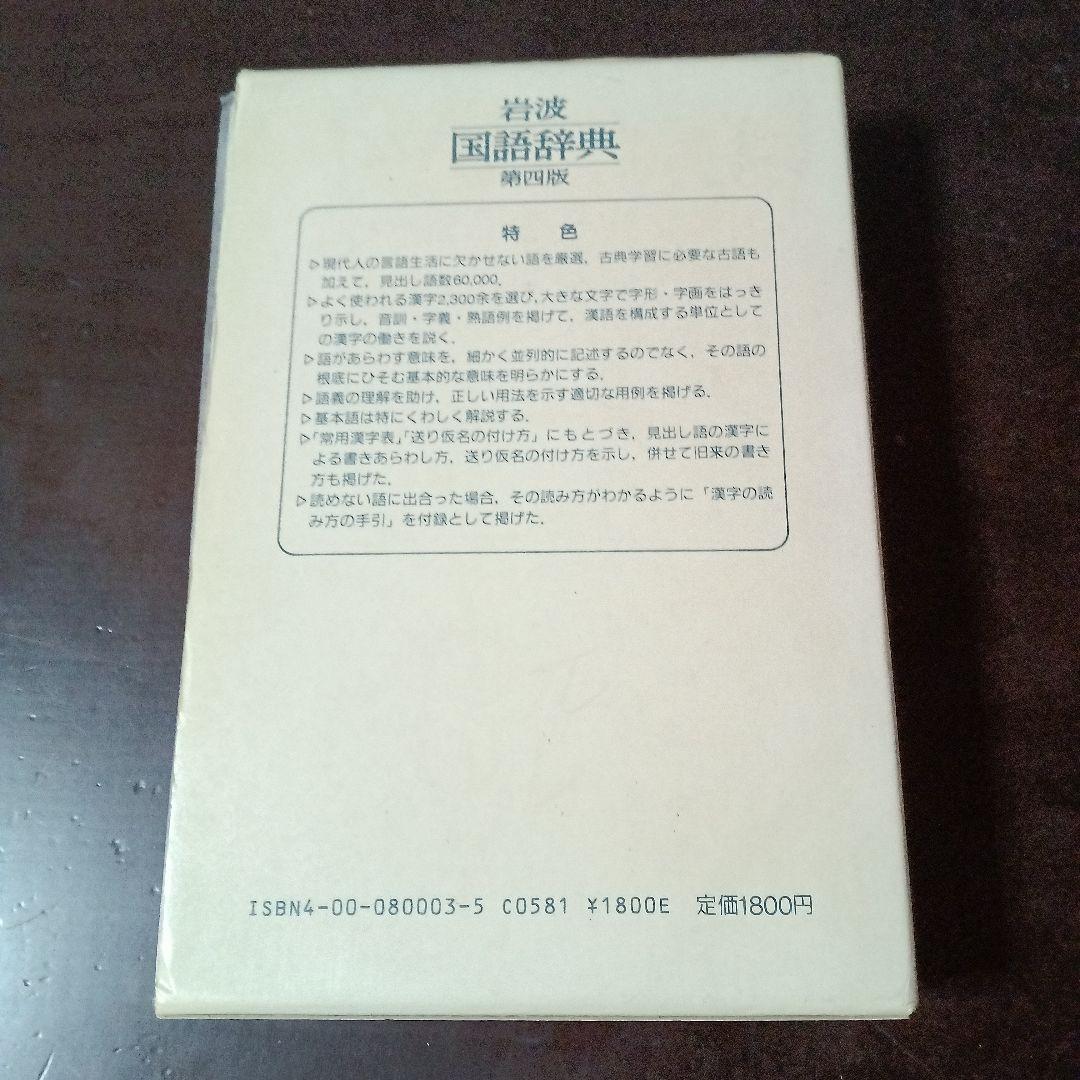 岩波
国語辞典
第四版
特 色
▷現代人の言語生活に欠かせない語を厳選，古典学習に必要な古語も
加えて，見出し語数60,000．
▷よく使われる漢字2,300余を選び，大きな文字で字形・字画をはっき
り示し，音訓・字義・熟語例を掲げて，漢語を構成する単位として
の漢字の働きを説く．
▷語があらわす意味を，細かく並列的に記述するのでなく，その語の
根底にひそむ基本的な意味を明らかにする．
▷語義の理解を助け，正しい用法を示す適切な用例を掲げる．
▷基本語は特にくわしく解説する．
▷「常用漢字表」「送り仮名の付け方」にもとづき，見出し語の漢字に
よる書きあらわし方，送り仮名の付け方を示し，併せて旧来の書き
方も掲げた．
▷読めない語に出合った場合，その読み方がわかるように「漢字の読
み方の手引」を付録として掲げた．
ISBN4-00-080003-5 C0581 ¥1800E 定価1800円